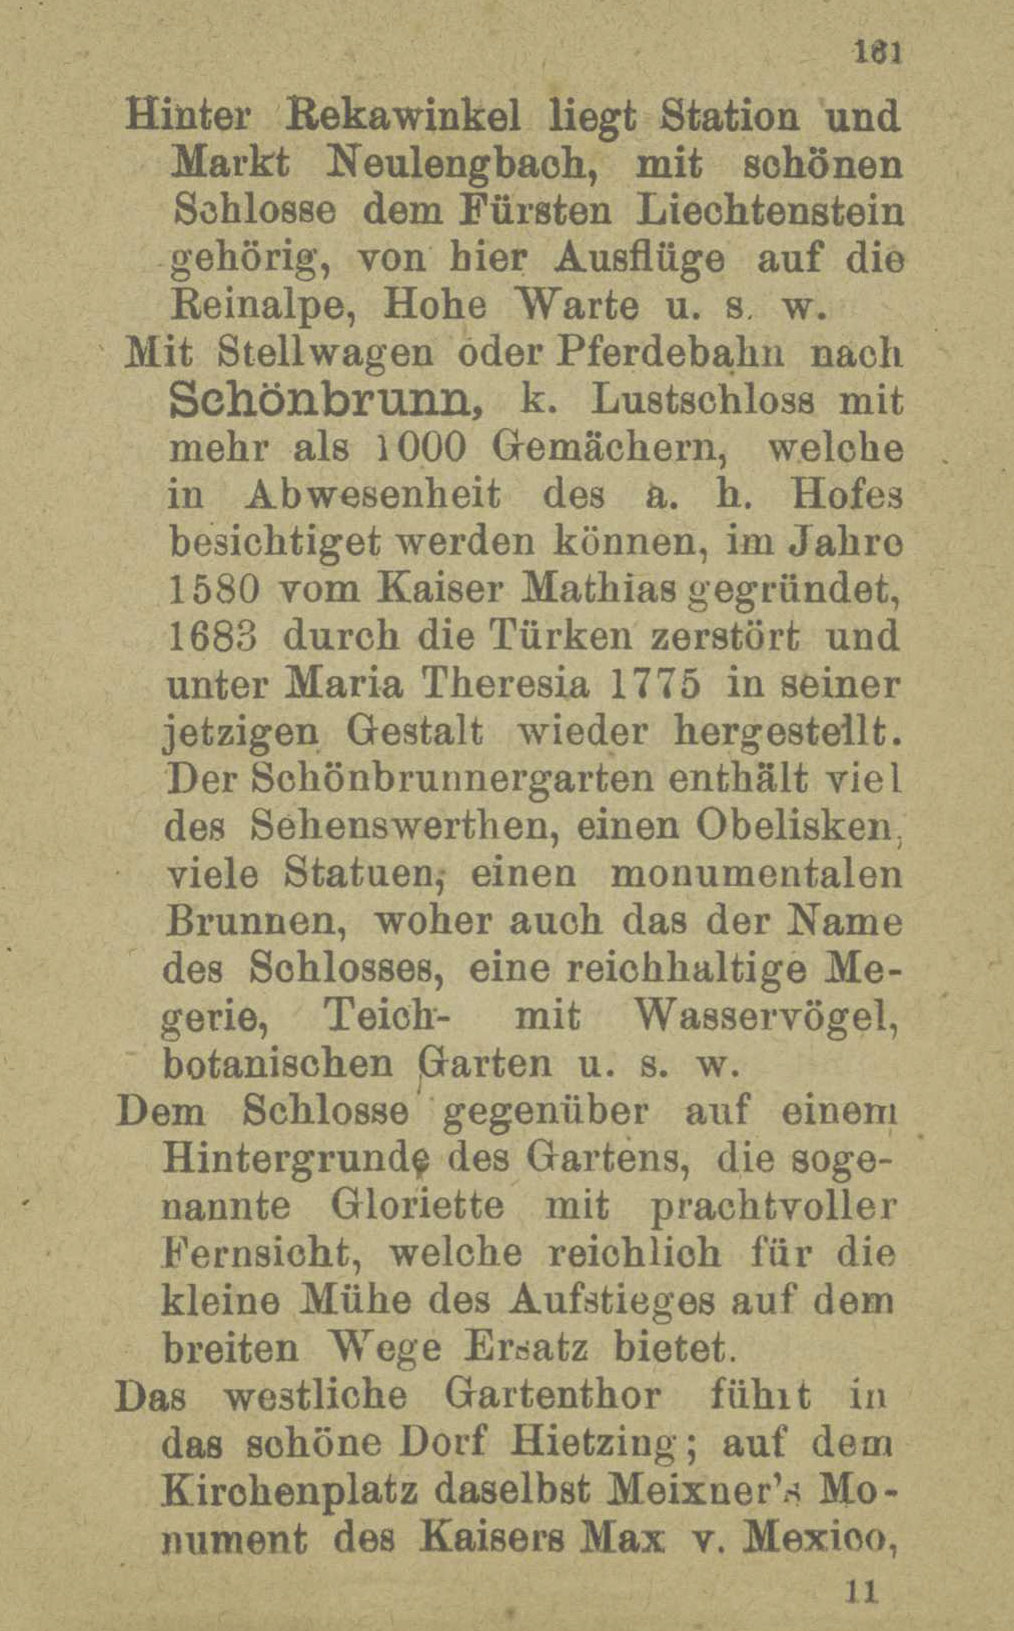 161
Hinter Rekawinkel liegt Station und
Markt Neulengbach, mit schönen
Schlosse dem Fürsten Liechtenstein
gehörig, von hier Ausflüge auf die
Reinalpe, Hohe Warte u. s. w.
Mit Stellwagen oder Pferdebahn nach
Schönbrunn, k. Lustschloss mit
mehr als 1000 Gemächern, welche
in Abwesenheit des a. h. Hofes
besichtiget werden können, im Jahre
1580 vom Kaiser Mathias gegründet,
1683 durch die Türken zerstört und
unter Maria Theresia 1775 in seiner
jetzigen Gestalt wieder hergestellt.
Der Schönbrunnergarten enthält viel
des Sehenswerthen, einen Obelisken,
viele Statuen, einen monumentalen
Brunnen, woher auch das der Name
des Schlosses, eine reichhaltige Me-
gerie, Teich- mit Wasservögel,
botanischen Garten u. s. w.
Dem Schlosse gegenüber auf einem
Hintergrunde des Gartens, die soge-
nannte Gloriette mit prachtvoller
Fernsicht, welche reichlich für die
kleine Mühe des Aufstieges auf dem
breiten Wege Ersatz bietet.
Das westliche Gartenthor führt in
das schöne Dorf Hietzing; auf dem
Kirchenplatz daselbst Meixner's Mo-
nument des Kaisers Max v. Mexico,
11